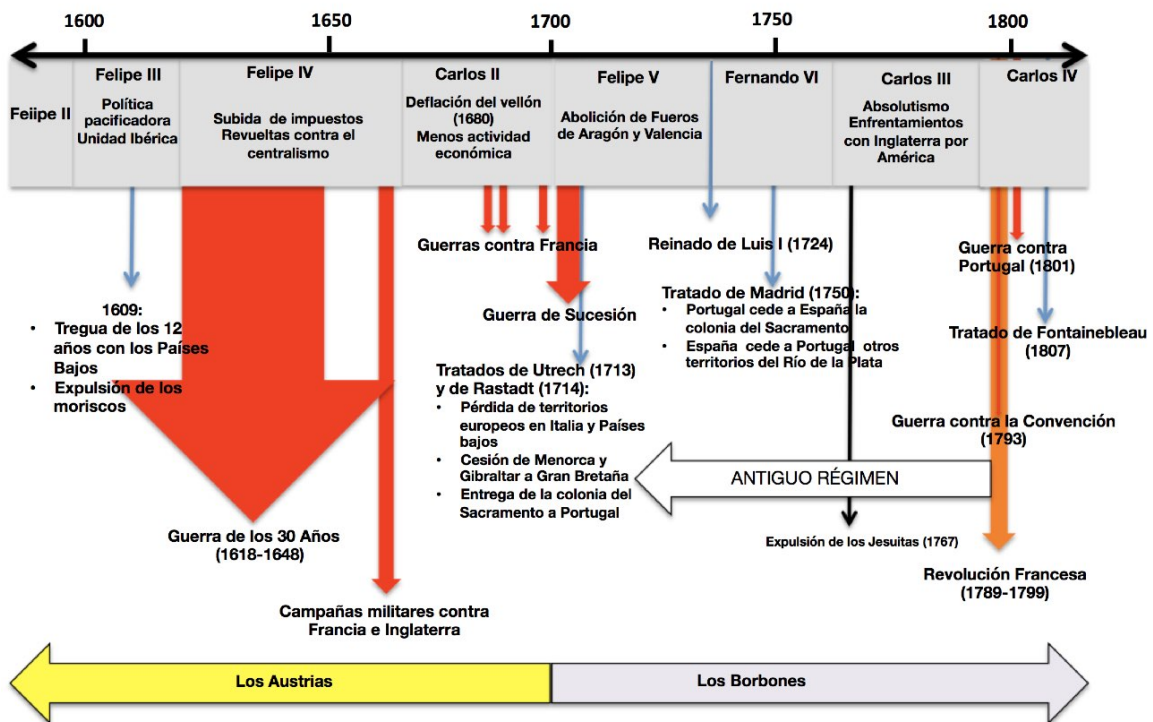 1600
1650
1700
1750
1800
Feiipe II
Felipe III
Política
pacificadora
Unidad Ibérica
Felipe IV
Subida de impuestos
Revueltas contra el
centralismo
Carlos II
Deflación del vellón
(1680)
Menos actividad
económica
Felipe V
Abolición de Fueros
de Aragón y Valencia
Fernando VI
Carlos III
Absolutismo
Enfrentamientos
con Inglaterra por
América
Carlos IV
1609:
• Tregua de los 12
años con los Países
Bajos
• Expulsión de los
moriscos
Guerra de los 30 Años
(1618-1648)
Campañas militares contra
Francia e Inglaterra
Guerras contra Francia
Guerra de Sucesión
Tratados de Utrech (1713)
y de Rastadt (1714):
• Pérdida de territorios
europeos en Italia y Países
bajos
• Cesión de Menorca y
Gibraltar a Gran Bretaña
• Entrega de la colonia del
Sacramento a Portugal
Reinado de Luis I (1724)
Tratado de Madrid (1750):
• Portugal cede a España la
colonia del Sacramento
• España cede a Portugal otros
territorios del Río de la Plata
Guerra contra
Portugal (1801)
Tratado de Fontainebleau
(1807)
Guerra contra la Convención
(1793)
ANTIGUO RÉGIMEN
Expulsión de los Jesuitas (1767)
Revolución Francesa
(1789-1799)
Los Austrias
Los Borbones